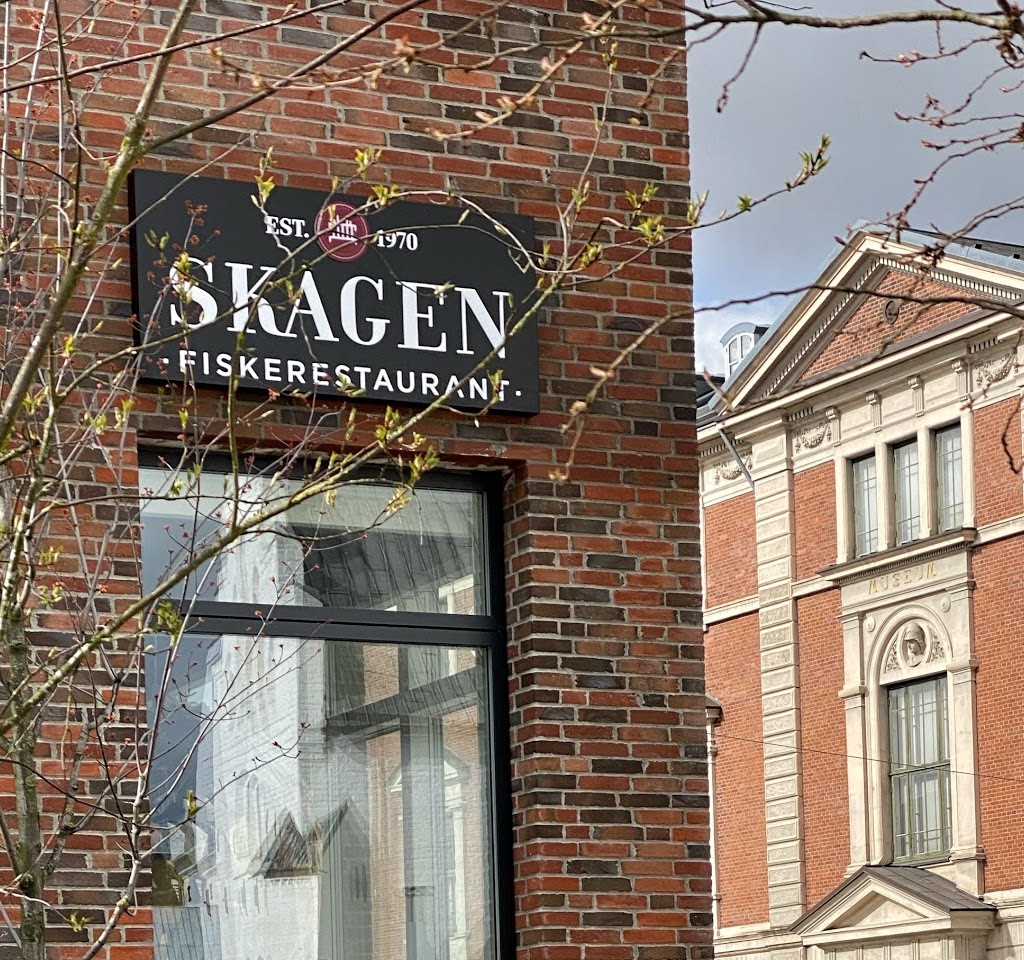 EST. 1970
SKAGEN
·FISKERESTAURANT·
MUSEUM